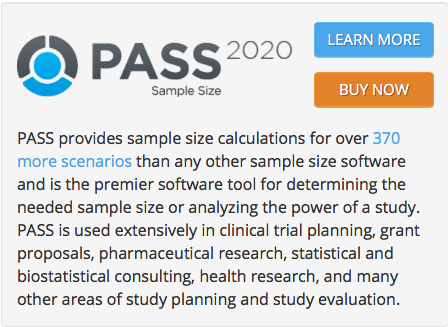 PASS 2020
Sample Size
LEARN MORE
BUY NOW
PASS provides sample size calculations for over 370
more scenarios than any other sample size software
and is the premier software tool for determining the
needed sample size or analyzing the power of a study.
PASS is used extensively in clinical trial planning, grant
proposals, pharmaceutical research, statistical and
biostatistical consulting, health research, and many
other areas of study planning and study evaluation.